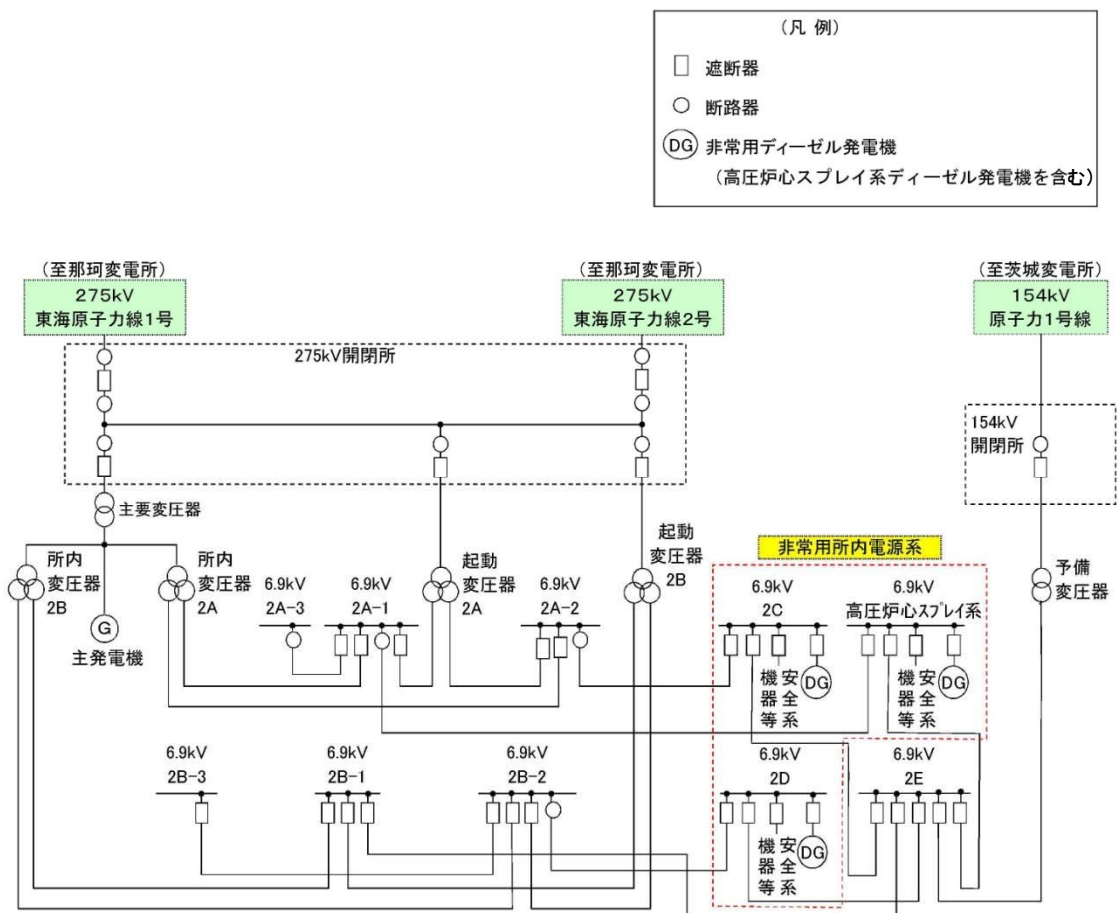 (凡 例)
遮断器
断路器
DG 非常用ディーゼル発電機
(高圧炉心スプレイ系ディーゼル発電機を含む)
(至那珂変電所)
275kV
東海原子力線1号
(至那珂変電所)
275kV
東海原子力線2号
(至茨城変電所)
154kV
原子力1号線
275kV開閉所
154kV
開閉所
主要変圧器
所内
変圧器
2B
所内
変圧器
2A
G
主発電機
起動
変圧器
2A
起動
変圧器
2B
予備
変圧器
6.9kV
2A-3
6.9kV
2A-1
6.9kV
2A-2
非常用所内電源系
6.9kV
2C
安全系
機器等
DG
6.9kV
高圧炉心スプレイ系
安全系
機器等
DG
6.9kV
2B-3
6.9kV
2B-1
6.9kV
2B-2
6.9kV
2D
安全系
機器等
DG
6.9kV
2E